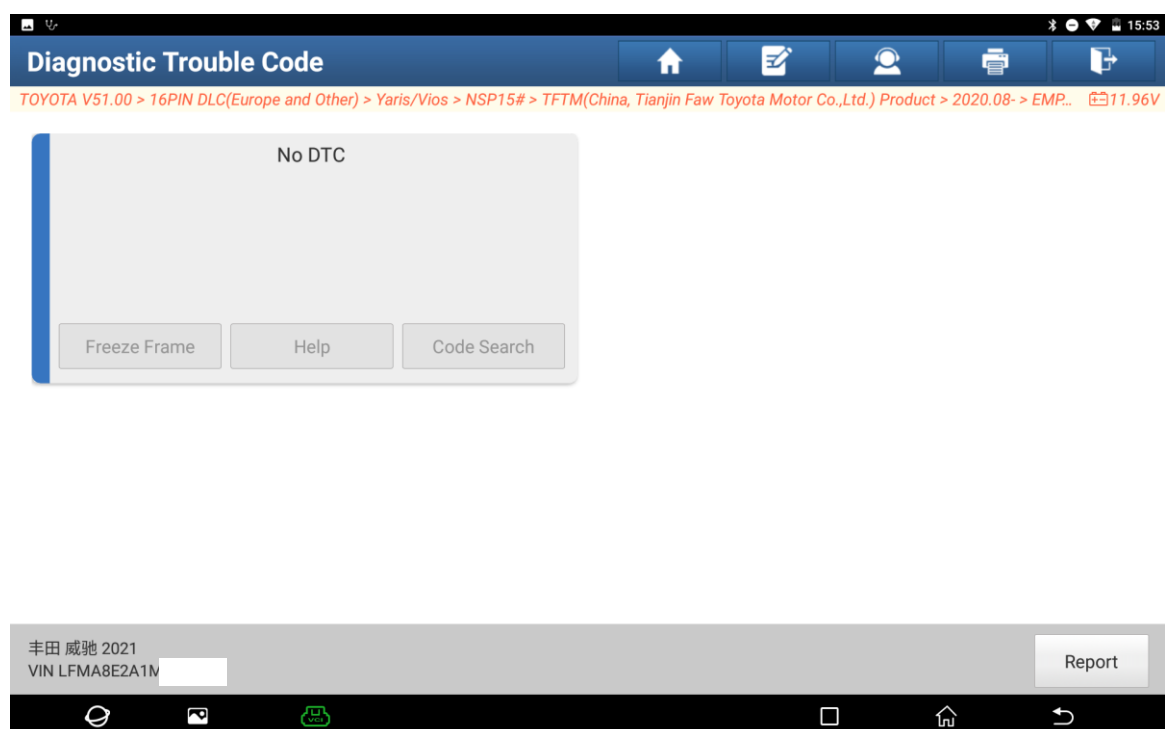 15:53
Diagnostic Trouble Code
TOYOTA V51.00 > 16PIN DLC(Europe and Other) > Yaris/Vios > NSP15# > TFTM(China, Tianjin Faw Toyota Motor Co.,Ltd.) Product > 2020.08- > EMP... 11.96V
No DTC
Freeze Frame Help Code Search
丰田 威驰 2021
VIN LFMA8E2A1M
Report
VCI